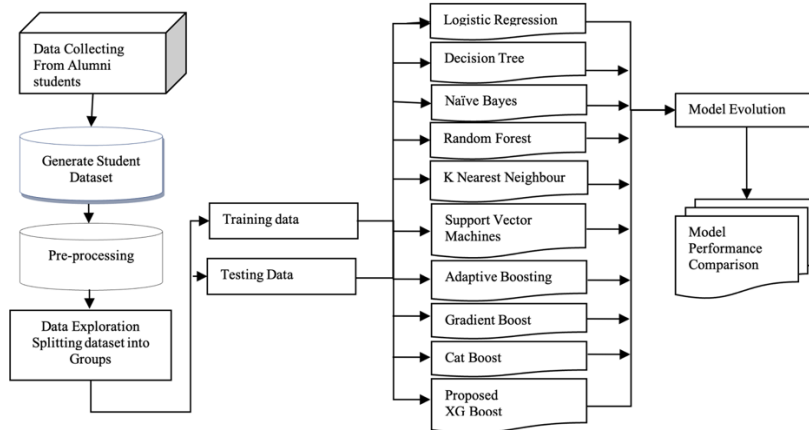 Data Collecting
From Alumni
students
Generate Student
Dataset
Pre-processing
Data Exploration
Splitting dataset into
Groups
Training data
Testing Data
Logistic Regression
Decision Tree
Naïve Bayes
Random Forest
K Nearest Neighbour
Support Vector
Machines
Adaptive Boosting
Gradient Boost
Cat Boost
Proposed
XG Boost
Model Evolution
Model
Performance
Comparison